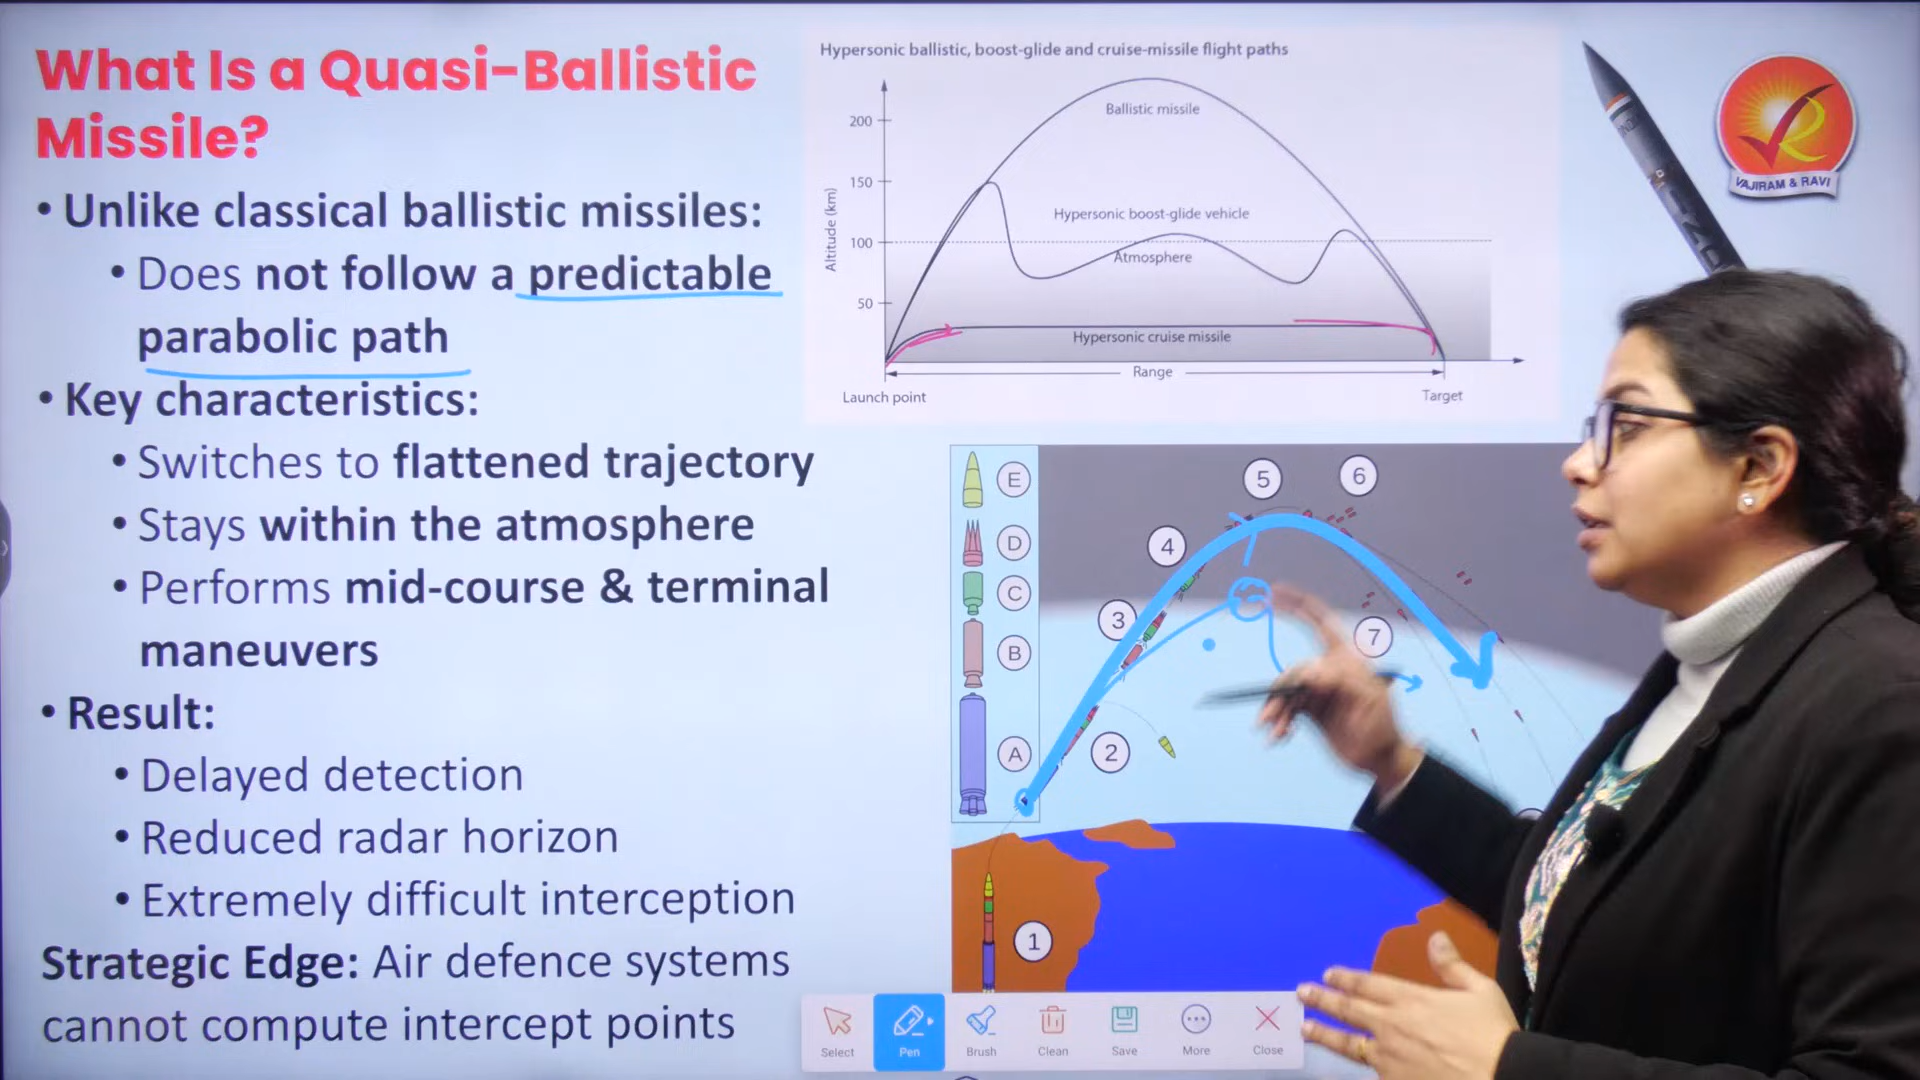 What Is a Quasi-Ballistic
Missile?
• Unlike classical ballistic missiles:
• Does not follow a predictable
parabolic path
• Key characteristics:
• Switches to flattened trajectory
• Stays within the atmosphere
• Performs mid-course & terminal
maneuvers
• Result:
• Delayed detection
• Reduced radar horizon
• Extremely difficult interception
Strategic Edge: Air defence systems
cannot compute intercept points
Hypersonic ballistic, boost-glide and cruise-missile flight paths
Altitude (km)
200
150
100
50
Ballistic missile
Hypersonic boost-glide vehicle
Atmosphere
Hypersonic cruise missile
Range
Launch point
Target
VAJIRAM & RAVI
E
D
C
B
A
1
2
3
4
5
6
7
Select
Pen
Brush
Clean
Save
More
Close